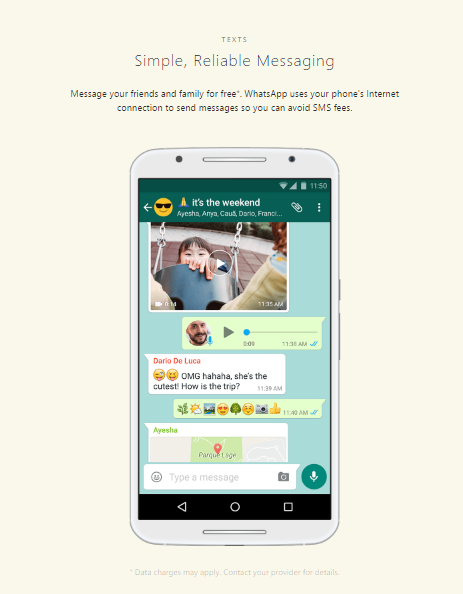 TEXTS
Simple, Reliable Messaging
Message your friends and family for free*. WhatsApp uses your phone's Internet
connection to send messages so you can avoid SMS fees.
11:50
🙏 it's the weekend
Ayesha, Anya, Cauã, Dario, Franci...
0:14 11:35 AM
0:09 11:38 AM
Dario De Luca
😂😄 OMG hahaha, she's the
cutest! How is the trip?
11:39 AM
🌿🌤🏞😍🌳☺📷👍 11:40 AM
Ayesha
Parque Lage
Type a message
* Data charges may apply. Contact your provider for details.